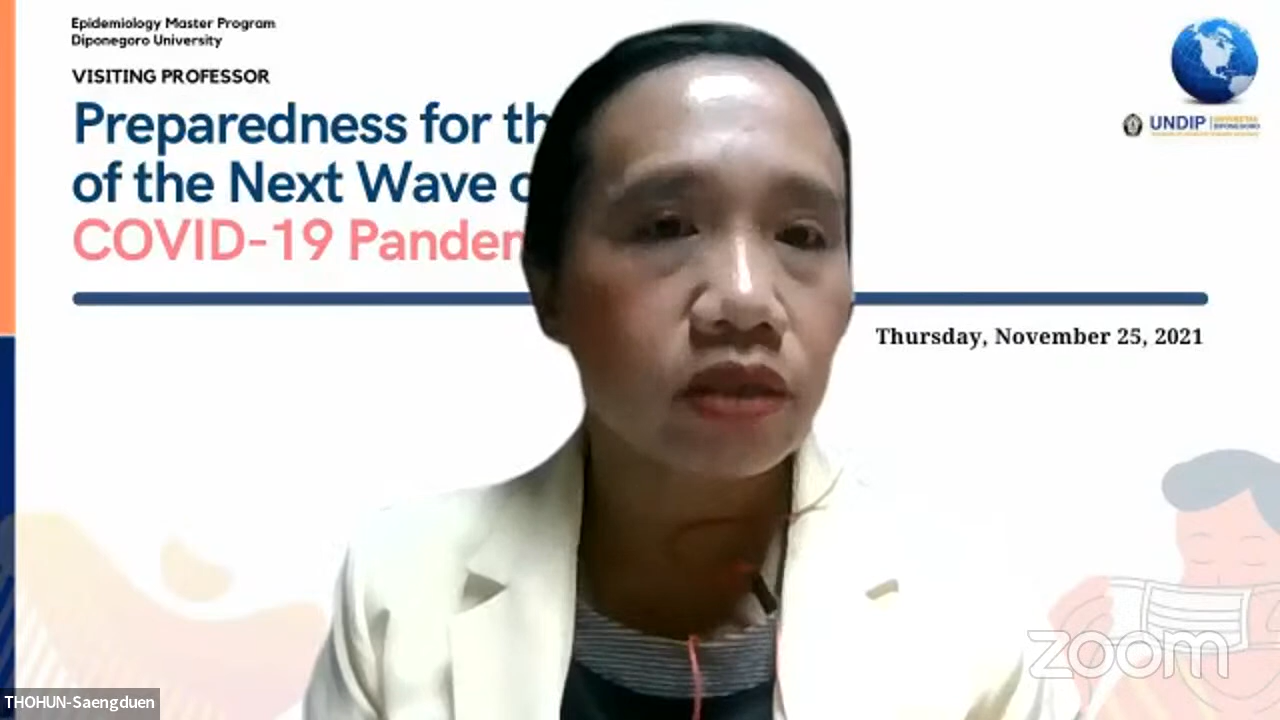 Epidemiology Master Program
Diponegoro University
VISITING PROFESSOR
Preparedness for th
of the Next Wave o
COVID-19 Pandem
UNDIP
Thursday, November 25, 2021
zoom
THOHUN-Saengduen